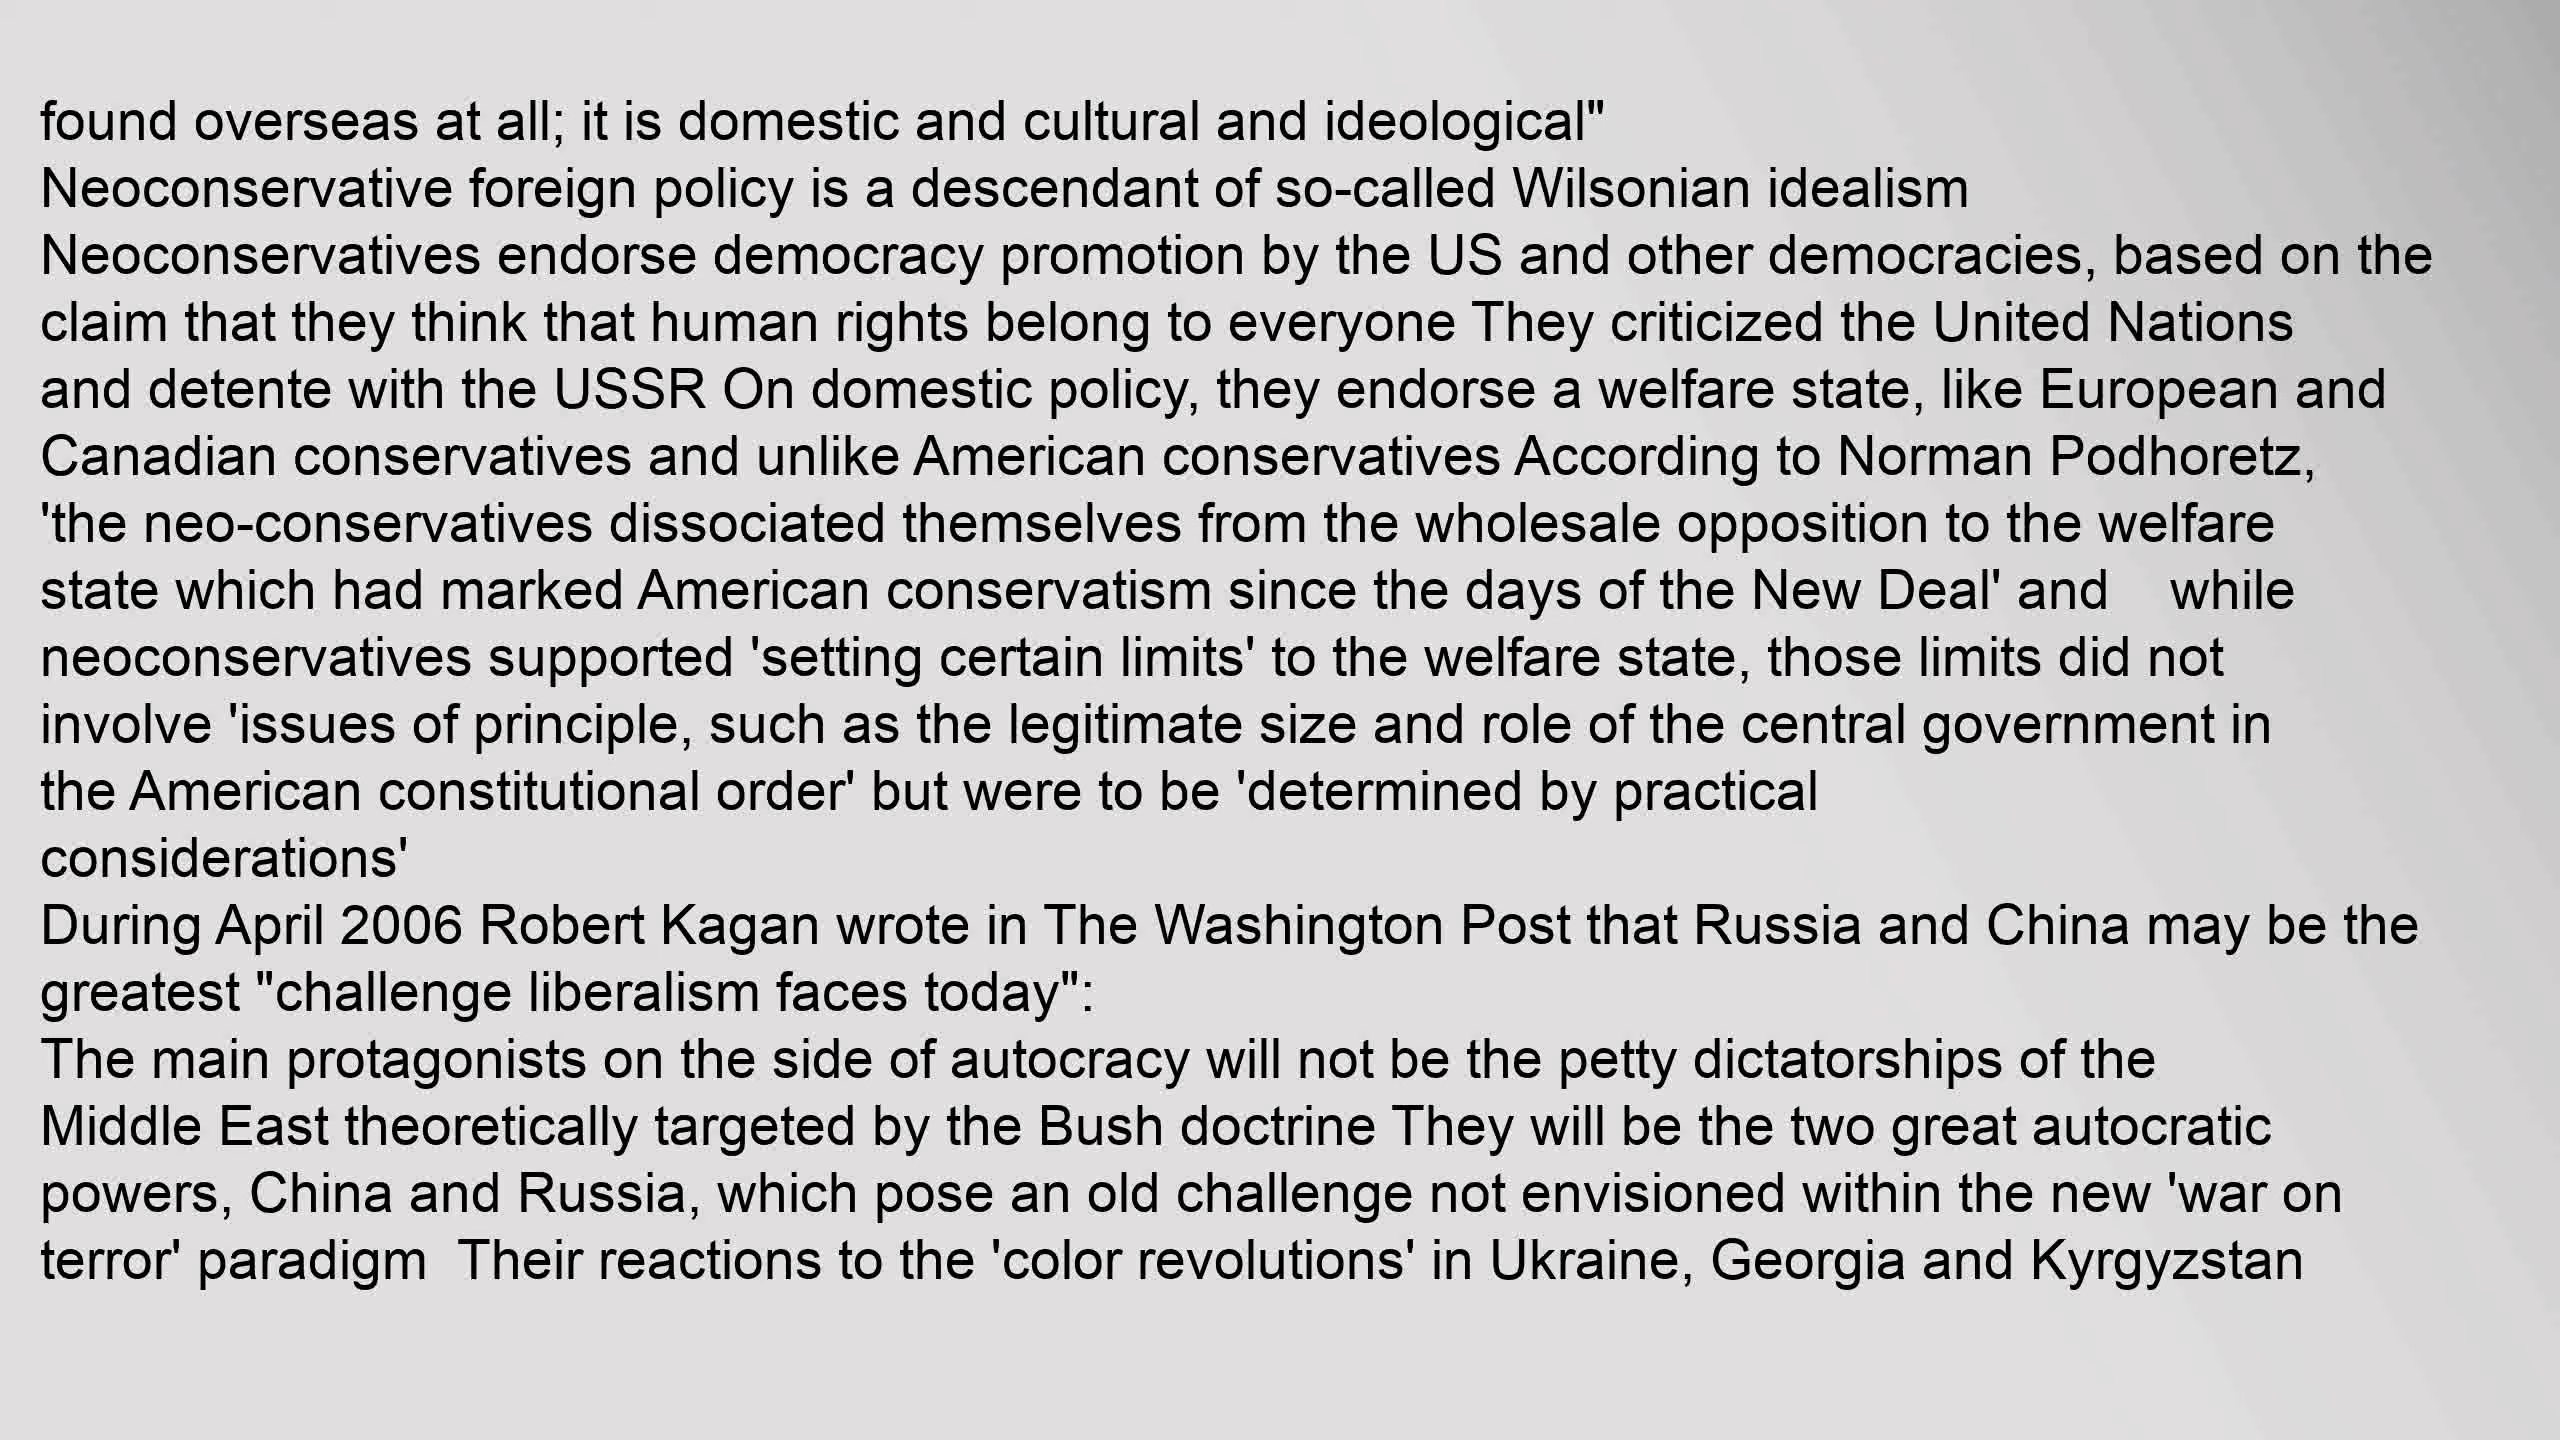 found overseas at all; it is domestic and cultural and ideological"
Neoconservative foreign policy is a descendant of so-called Wilsonian idealism
Neoconservatives endorse democracy promotion by the US and other democracies, based on the
claim that they think that human rights belong to everyone They criticized the United Nations
and detente with the USSR On domestic policy, they endorse a welfare state, like European and
Canadian conservatives and unlike American conservatives According to Norman Podhoretz,
'the neo-conservatives dissociated themselves from the wholesale opposition to the welfare
state which had marked American conservatism since the days of the New Deal' and    while
neoconservatives supported 'setting certain limits' to the welfare state, those limits did not
involve 'issues of principle, such as the legitimate size and role of the central government in
the American constitutional order' but were to be 'determined by practical
considerations'
During April 2006 Robert Kagan wrote in The Washington Post that Russia and China may be the
greatest "challenge liberalism faces today":
The main protagonists on the side of autocracy will not be the petty dictatorships of the
Middle East theoretically targeted by the Bush doctrine They will be the two great autocratic
powers, China and Russia, which pose an old challenge not envisioned within the new 'war on
terror' paradigm  Their reactions to the 'color revolutions' in Ukraine, Georgia and Kyrgyzstan